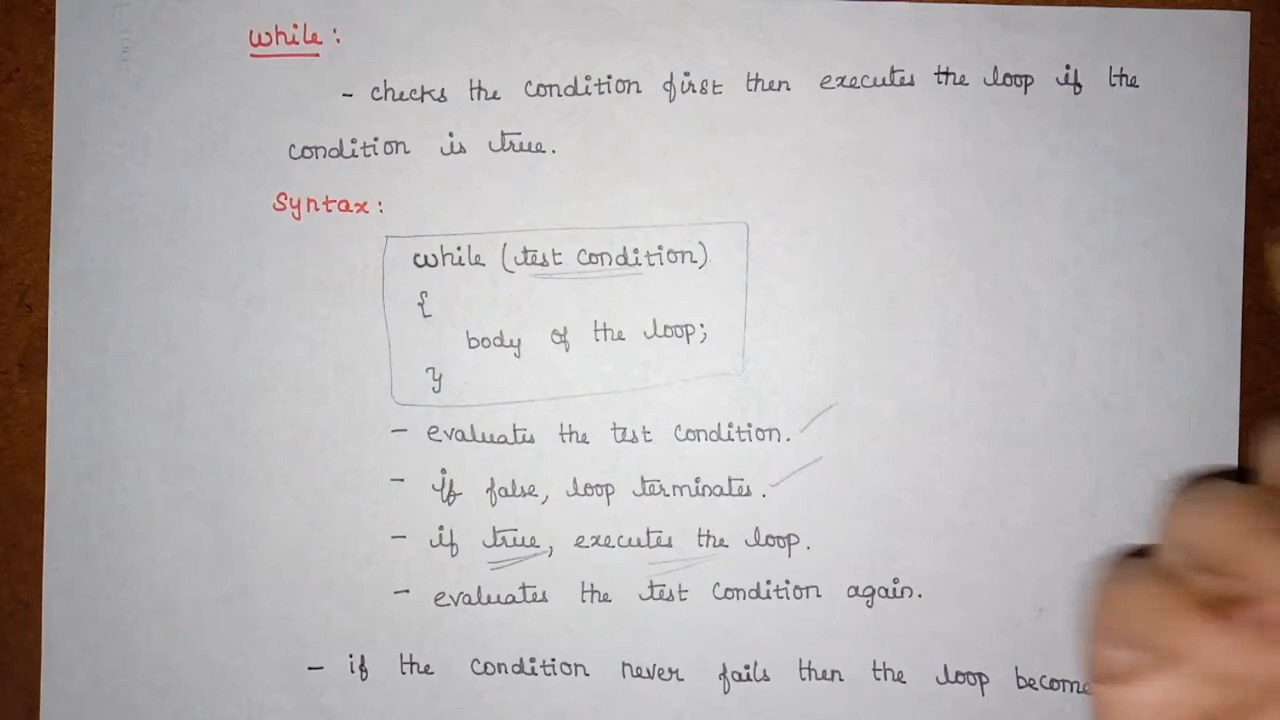 while :
- checks the condition first then executes the loop if the
condition is true.
Syntax :
while (test condition)
{
body of the loop;
}
- evaluates the test condition.
- if false, loop terminates.
- if true, executes the loop.
- evaluates the test condition again.
- if the condition never fails then the loop become